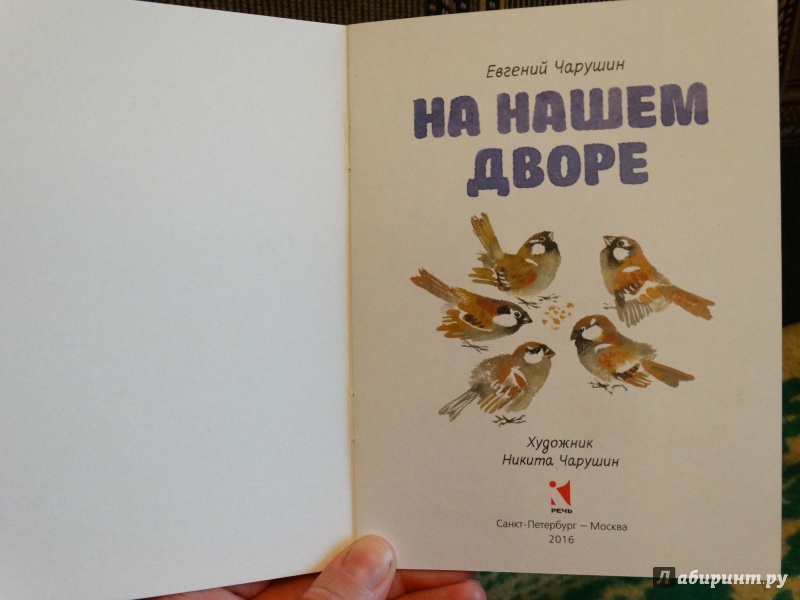 Евгений Чарушин
НА НАШЕМ
ДВОРЕ
Художник
Никита Чарушин
РЕЧЬ
Санкт-Петербург – Москва
2016
Лабиринт.ру